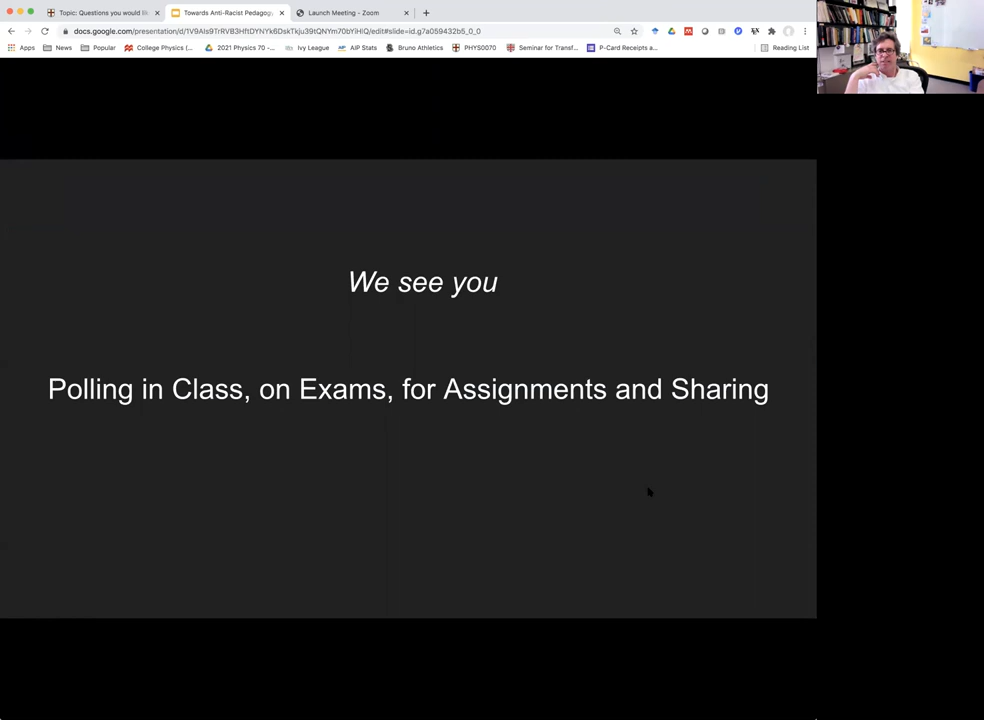 Topic: Questions you would lik
Towards Anti-Racist Pedagogy
Launch Meeting - Zoom
docs.google.com/presentation/d/1V9Als9TrRVB3Hft0YNYk6DskTkju39tQNYm70bYiHIQ/edit#slide=id.g7a059432b5_0_0
Apps News Popular College Physics (... 2021 Physics 70 -... Ivy League AIP Stats Bruno Athletics PHYS0070 Seminar for Transf... P-Card Receipts a... Reading List
We see you
Polling in Class, on Exams, for Assignments and Sharing